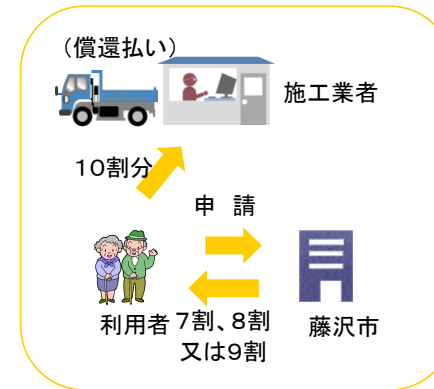 （償還払い）
施工業者
１０割分
申　請
利用者
７割、８割
又は９割
藤沢市